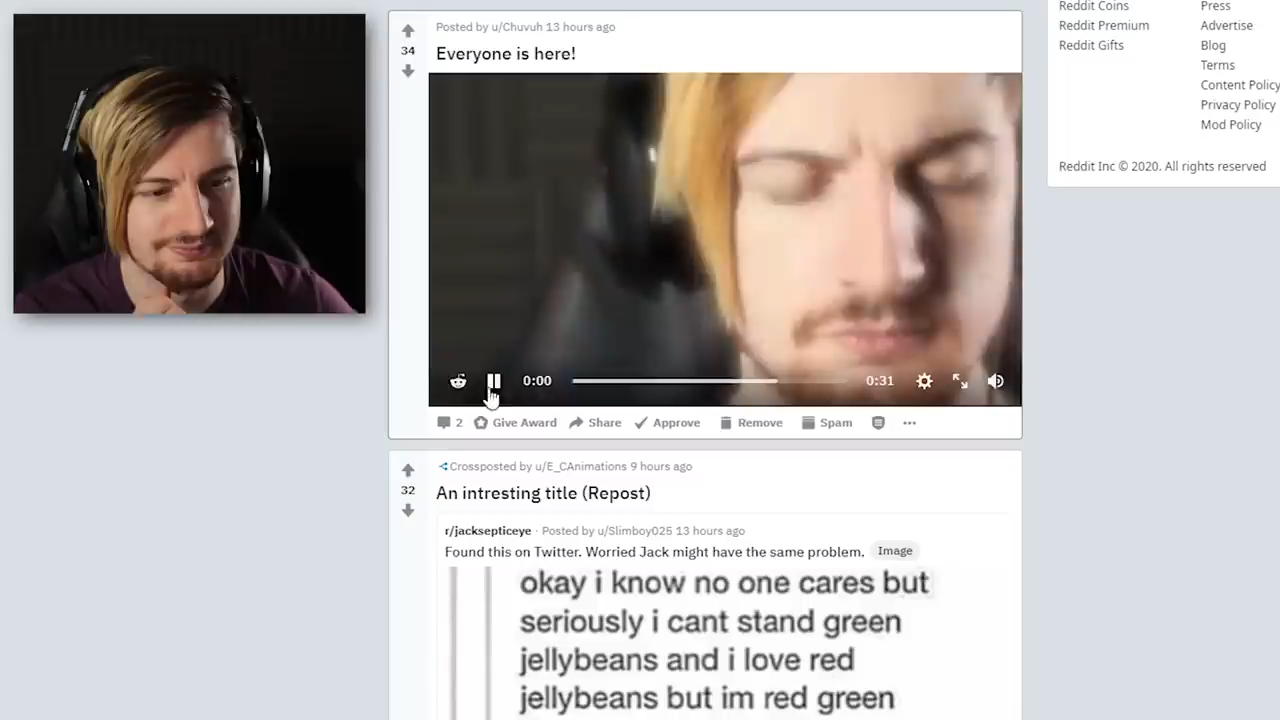 Posted by u/Chuvuh 13 hours ago
34
Everyone is here!
0:00
0:31
2 Give Award Share Approve Remove Spam
Crossposted by u/E_CAnimations 9 hours ago
32
An intresting title (Repost)
r/jacksepticeye · Posted by u/Slimboy025 13 hours ago
Found this on Twitter. Worried Jack might have the same problem. Image
okay i know no one cares but
seriously i cant stand green
jellybeans and i love red
jellybeans but im red green
Reddit Coins
Reddit Premium
Reddit Gifts
Press
Advertise
Blog
Terms
Content Policy
Privacy Policy
Mod Policy
Reddit Inc © 2020. All rights reserved